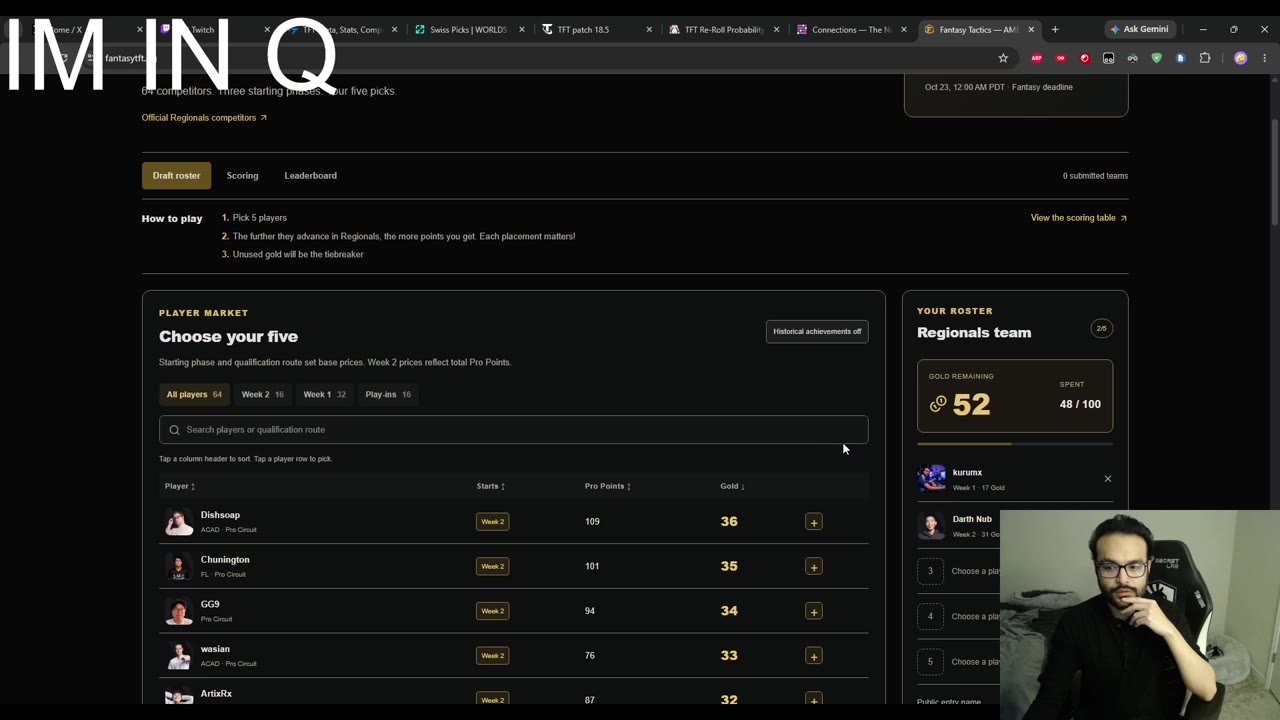 IM IN Q
ome / X
Twitch
Swiss Picks | WORLDS
TFT patch 18.5
TFT Re-Roll Probability
Connections — The N
Fantasy Tactics — AME
Ask Gemini
fantasytft.
64 competitors. Three starting phases. Your five picks.
Official Regionals competitors ↗
Oct 23, 12:00 AM PDT · Fantasy deadline
Draft roster
Scoring
Leaderboard
0 submitted teams
How to play
1. Pick 5 players
2. The further they advance in Regionals, the more points you get. Each placement matters!
3. Unused gold will be the tiebreaker
View the scoring table ↗
PLAYER MARKET
Choose your five
Historical achievements off
Starting phase and qualification route set base prices. Week 2 prices reflect total Pro Points.
All players 64
Week 2 16
Week 1 32
Play-ins 16
Search players or qualification route
Tap a column header to sort. Tap a player row to pick.
Player ↕ Starts ↕ Pro Points ↕ Gold ↓
Dishsoap
ACAD · Pro Circuit
Week 2 109 36 +
Chunington
FL · Pro Circuit
Week 2 101 35 +
GG9
Pro Circuit
Week 2 94 34 +
wasian
ACAD · Pro Circuit
Week 2 76 33 +
ArtixRx
Week 2 87 32 +
YOUR ROSTER
Regionals team
2/5
GOLD REMAINING
52
SPENT
48 / 100
kurumx
Week 1 · 17 Gold
Darth Nub
Week 2 · 31 Go
3 Choose a pla
4 Choose a pla
5 Choose a pla
Public entry name
SECRET
LAB